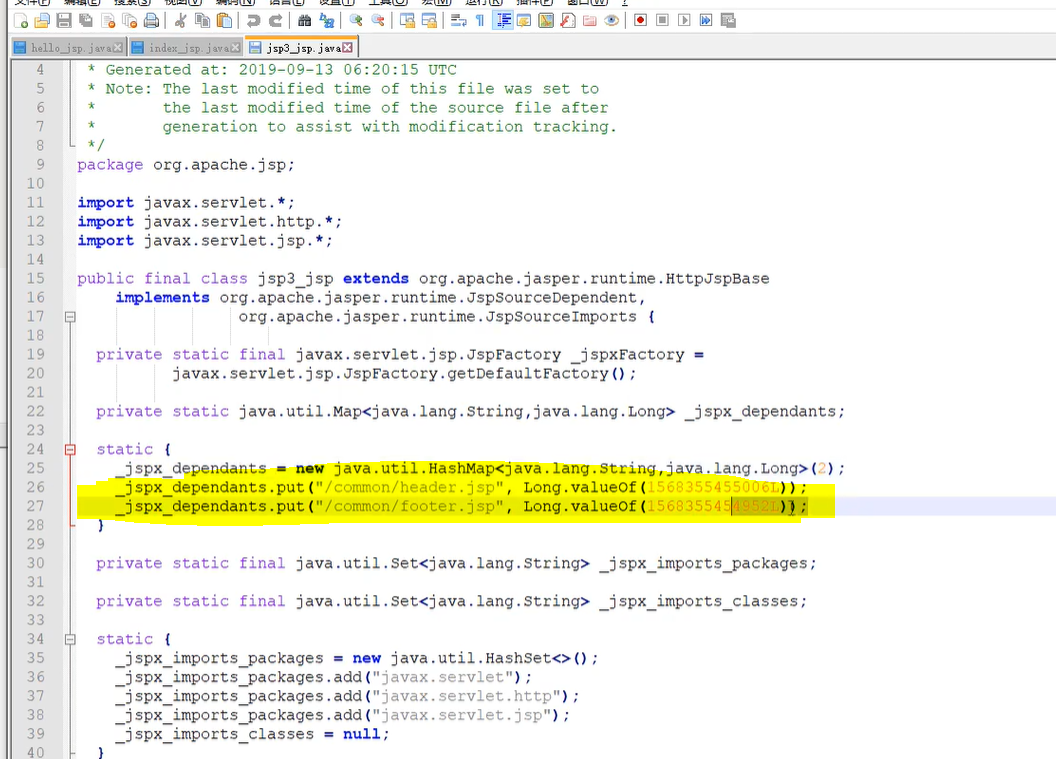 hello_jsp.java index_jsp.java jsp3_jsp.java
4 * Generated at: 2019-09-13 06:20:15 UTC
5 * Note: The last modified time of this file was set to
6 * the last modified time of the source file after
7 * generation to assist with modification tracking.
8 */
9 package org.apache.jsp;
10
11 import javax.servlet.*;
12 import javax.servlet.http.*;
13 import javax.servlet.jsp.*;
14
15 public final class jsp3_jsp extends org.apache.jasper.runtime.HttpJspBase
16 implements org.apache.jasper.runtime.JspSourceDependent,
17 org.apache.jasper.runtime.JspSourceImports {
18
19 private static final javax.servlet.jsp.JspFactory _jspxFactory =
20 javax.servlet.jsp.JspFactory.getDefaultFactory();
21
22 private static java.util.Map<java.lang.String,java.lang.Long> _jspx_dependants;
23
24 static {
25 _jspx_dependants = new java.util.HashMap<java.lang.String,java.lang.Long>(2);
26 _jspx_dependants.put("/common/header.jsp", Long.valueOf(1568355455006L));
27 _jspx_dependants.put("/common/footer.jsp", Long.valueOf(1568355454952L));
28 }
29
30 private static final java.util.Set<java.lang.String> _jspx_imports_packages;
31
32 private static final java.util.Set<java.lang.String> _jspx_imports_classes;
33
34 static {
35 _jspx_imports_packages = new java.util.HashSet<>();
36 _jspx_imports_packages.add("javax.servlet");
37 _jspx_imports_packages.add("javax.servlet.http");
38 _jspx_imports_packages.add("javax.servlet.jsp");
39 _jspx_imports_classes = null;
40 }